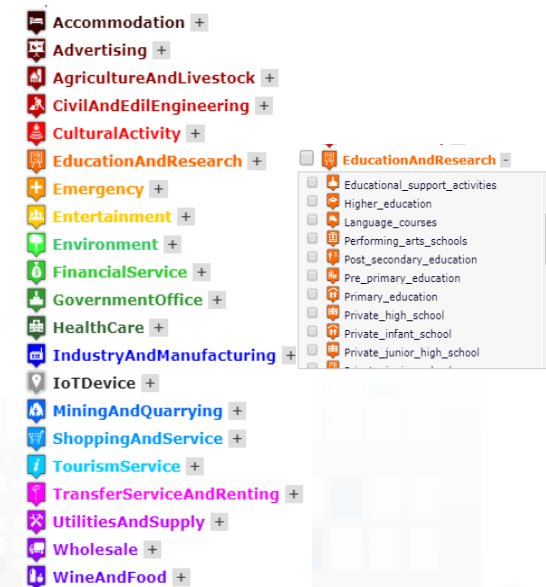 Accommodation +
Advertising +
AgricultureAndLivestock +
CivilAndEdilEngineering +
CulturalActivity +
EducationAndResearch +
Emergency +
Entertainment +
Environment +
FinancialService +
GovernmentOffice +
HealthCare +
IndustryAndManufacturing +
IoTDevice +
MiningAndQuarrying +
ShoppingAndService +
TourismService +
TransferServiceAndRenting +
UtilitiesAndSupply +
Wholesale +
WineAndFood +
EducationAndResearch -
Educational_support_activities
Higher_education
Language_courses
Performing_arts_schools
Post_secondary_education
Pre_primary_education
Primary_education
Private_high_school
Private_infant_school
Private_junior_high_school